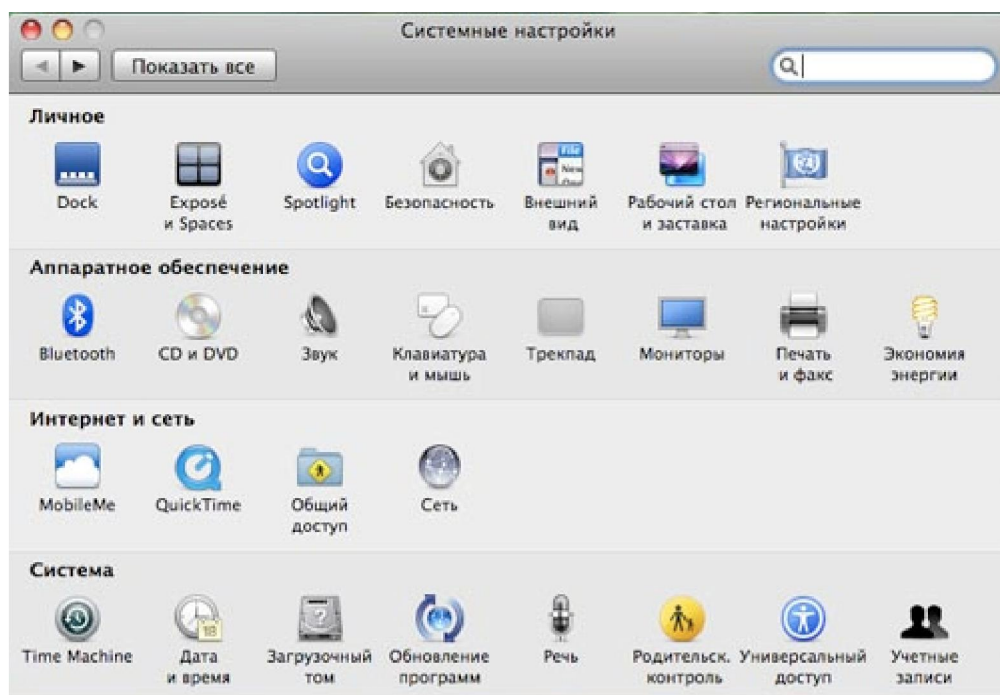 Системные настройки
Показать все
Личное
Dock Exposé и Spaces Spotlight Безопасность Внешний вид Рабочий стол и заставка Региональные настройки
Аппаратное обеспечение
Bluetooth CD и DVD Звук Клавиатура и мышь Трекпад Мониторы Печать и факс Экономия энергии
Интернет и сеть
MobileMe QuickTime Общий доступ Сеть
Система
Time Machine Дата и время Загрузочный том Обновление программ Речь Родительск. контроль Универсальный доступ Учетные записи